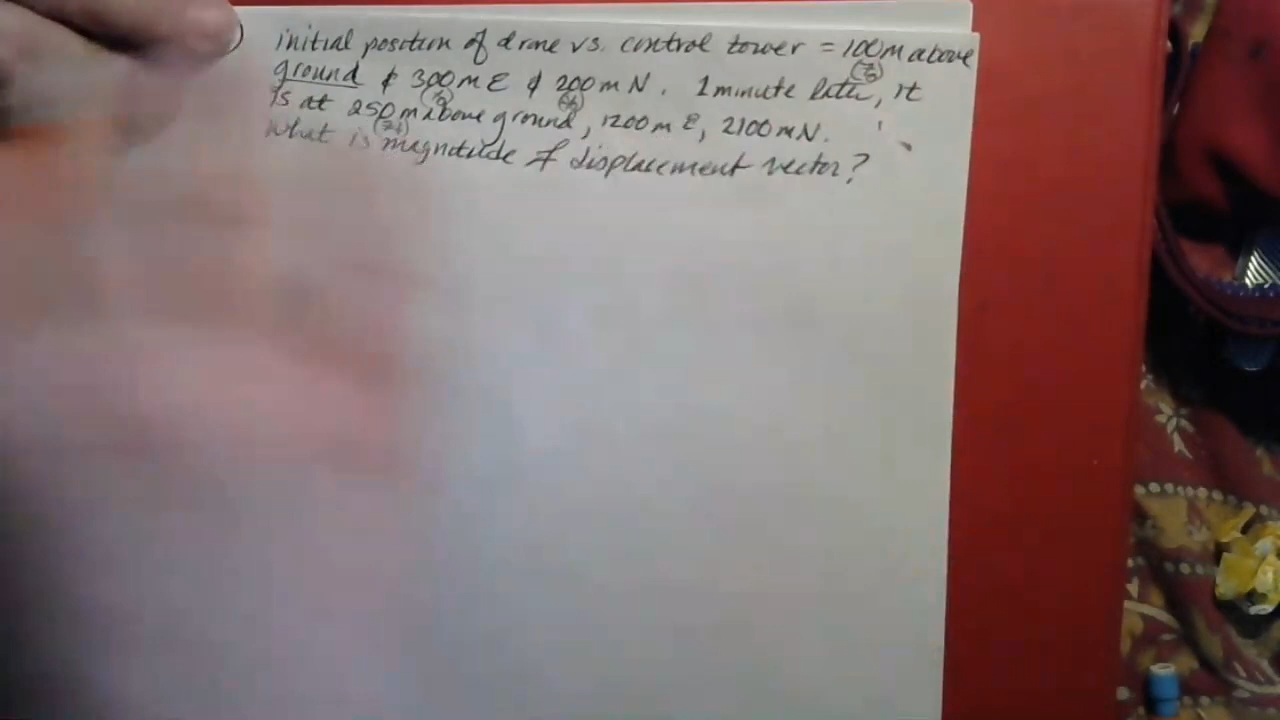 ) initial position of drone vs. control tower = 100m above
ground & 300m E & 200m N. 1 minute later, it
is at 250m above ground, 1200m E, 2100m N.
What is magnitude of displacement vector?